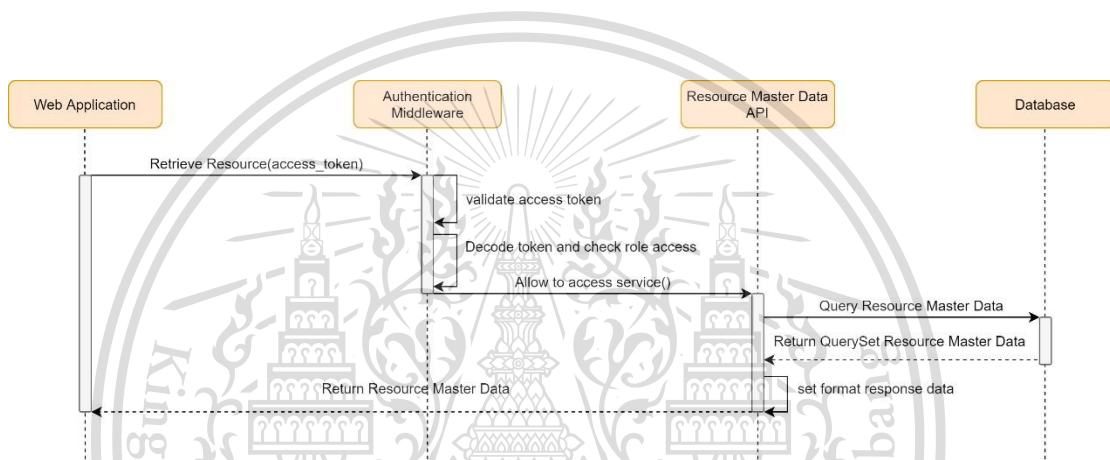 Web Application
Authentication
Middleware
Resource Master Data
API
Database
Retrieve Resource(access_token)
validate access token
Decode token and check role access
Allow to access service()
Query Resource Master Data
Return QuerySet Resource Master Data
set format response data
Return Resource Master Data
King
bang